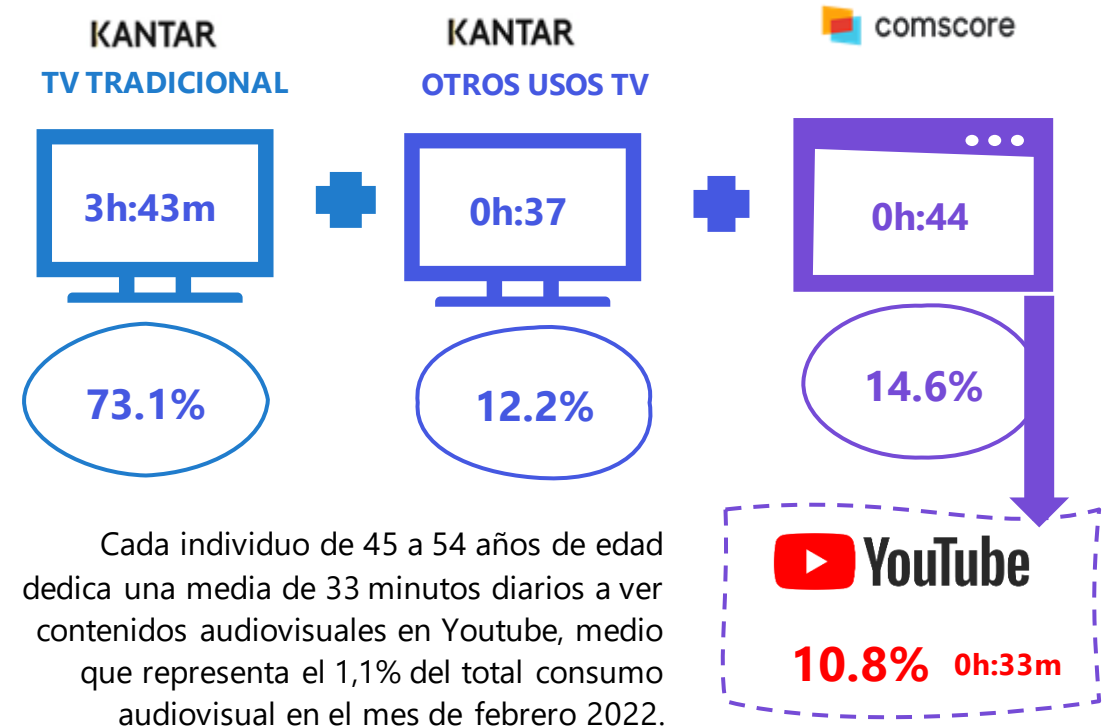 KANTAR
KANTAR
comscore
TV TRADICIONAL
OTROS USOS TV
3h:43m
0h:37
0h:44
73.1%
12.2%
14.6%
Cada individuo de 45 a 54 años de edad
dedica una media de 33 minutos diarios a ver
contenidos audiovisuales en Youtube, medio
que representa el 1,1% del total consumo
audiovisual en el mes de febrero 2022.
YouTube
10.8% 0h:33m